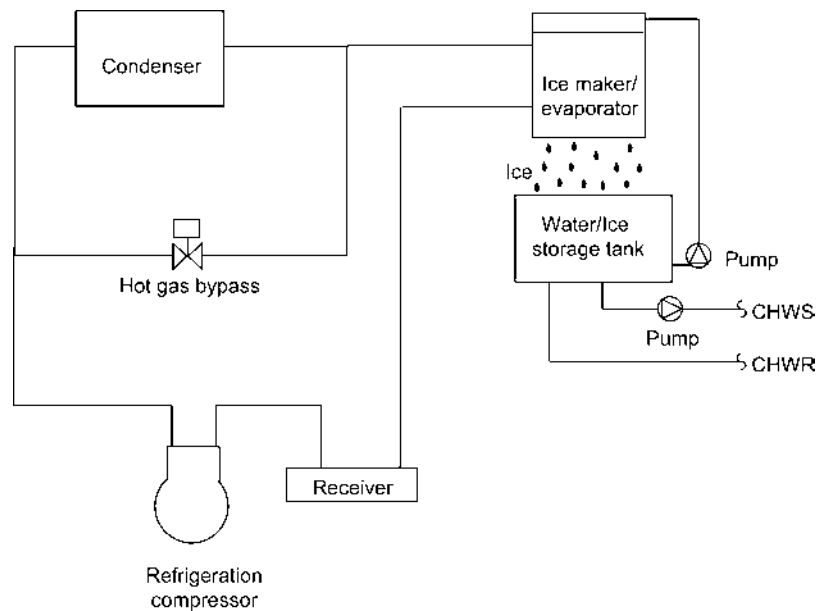 Condenser
Ice maker/
evaporator
Ice
Water/Ice
storage tank
Pump
Hot gas bypass
CHWS
Pump
CHWR
Receiver
Refrigeration
compressor